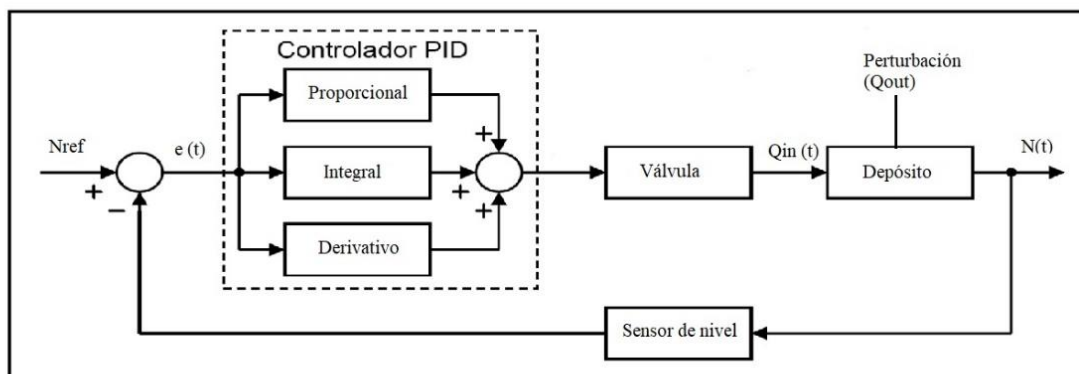 Controlador PID
Proporcional
Perturbación
(Qout)
Nref
e (t)
+
−
Integral
+
+
+
Válvula
Qin (t)
Depósito
N(t)
Derivativo
Sensor de nivel